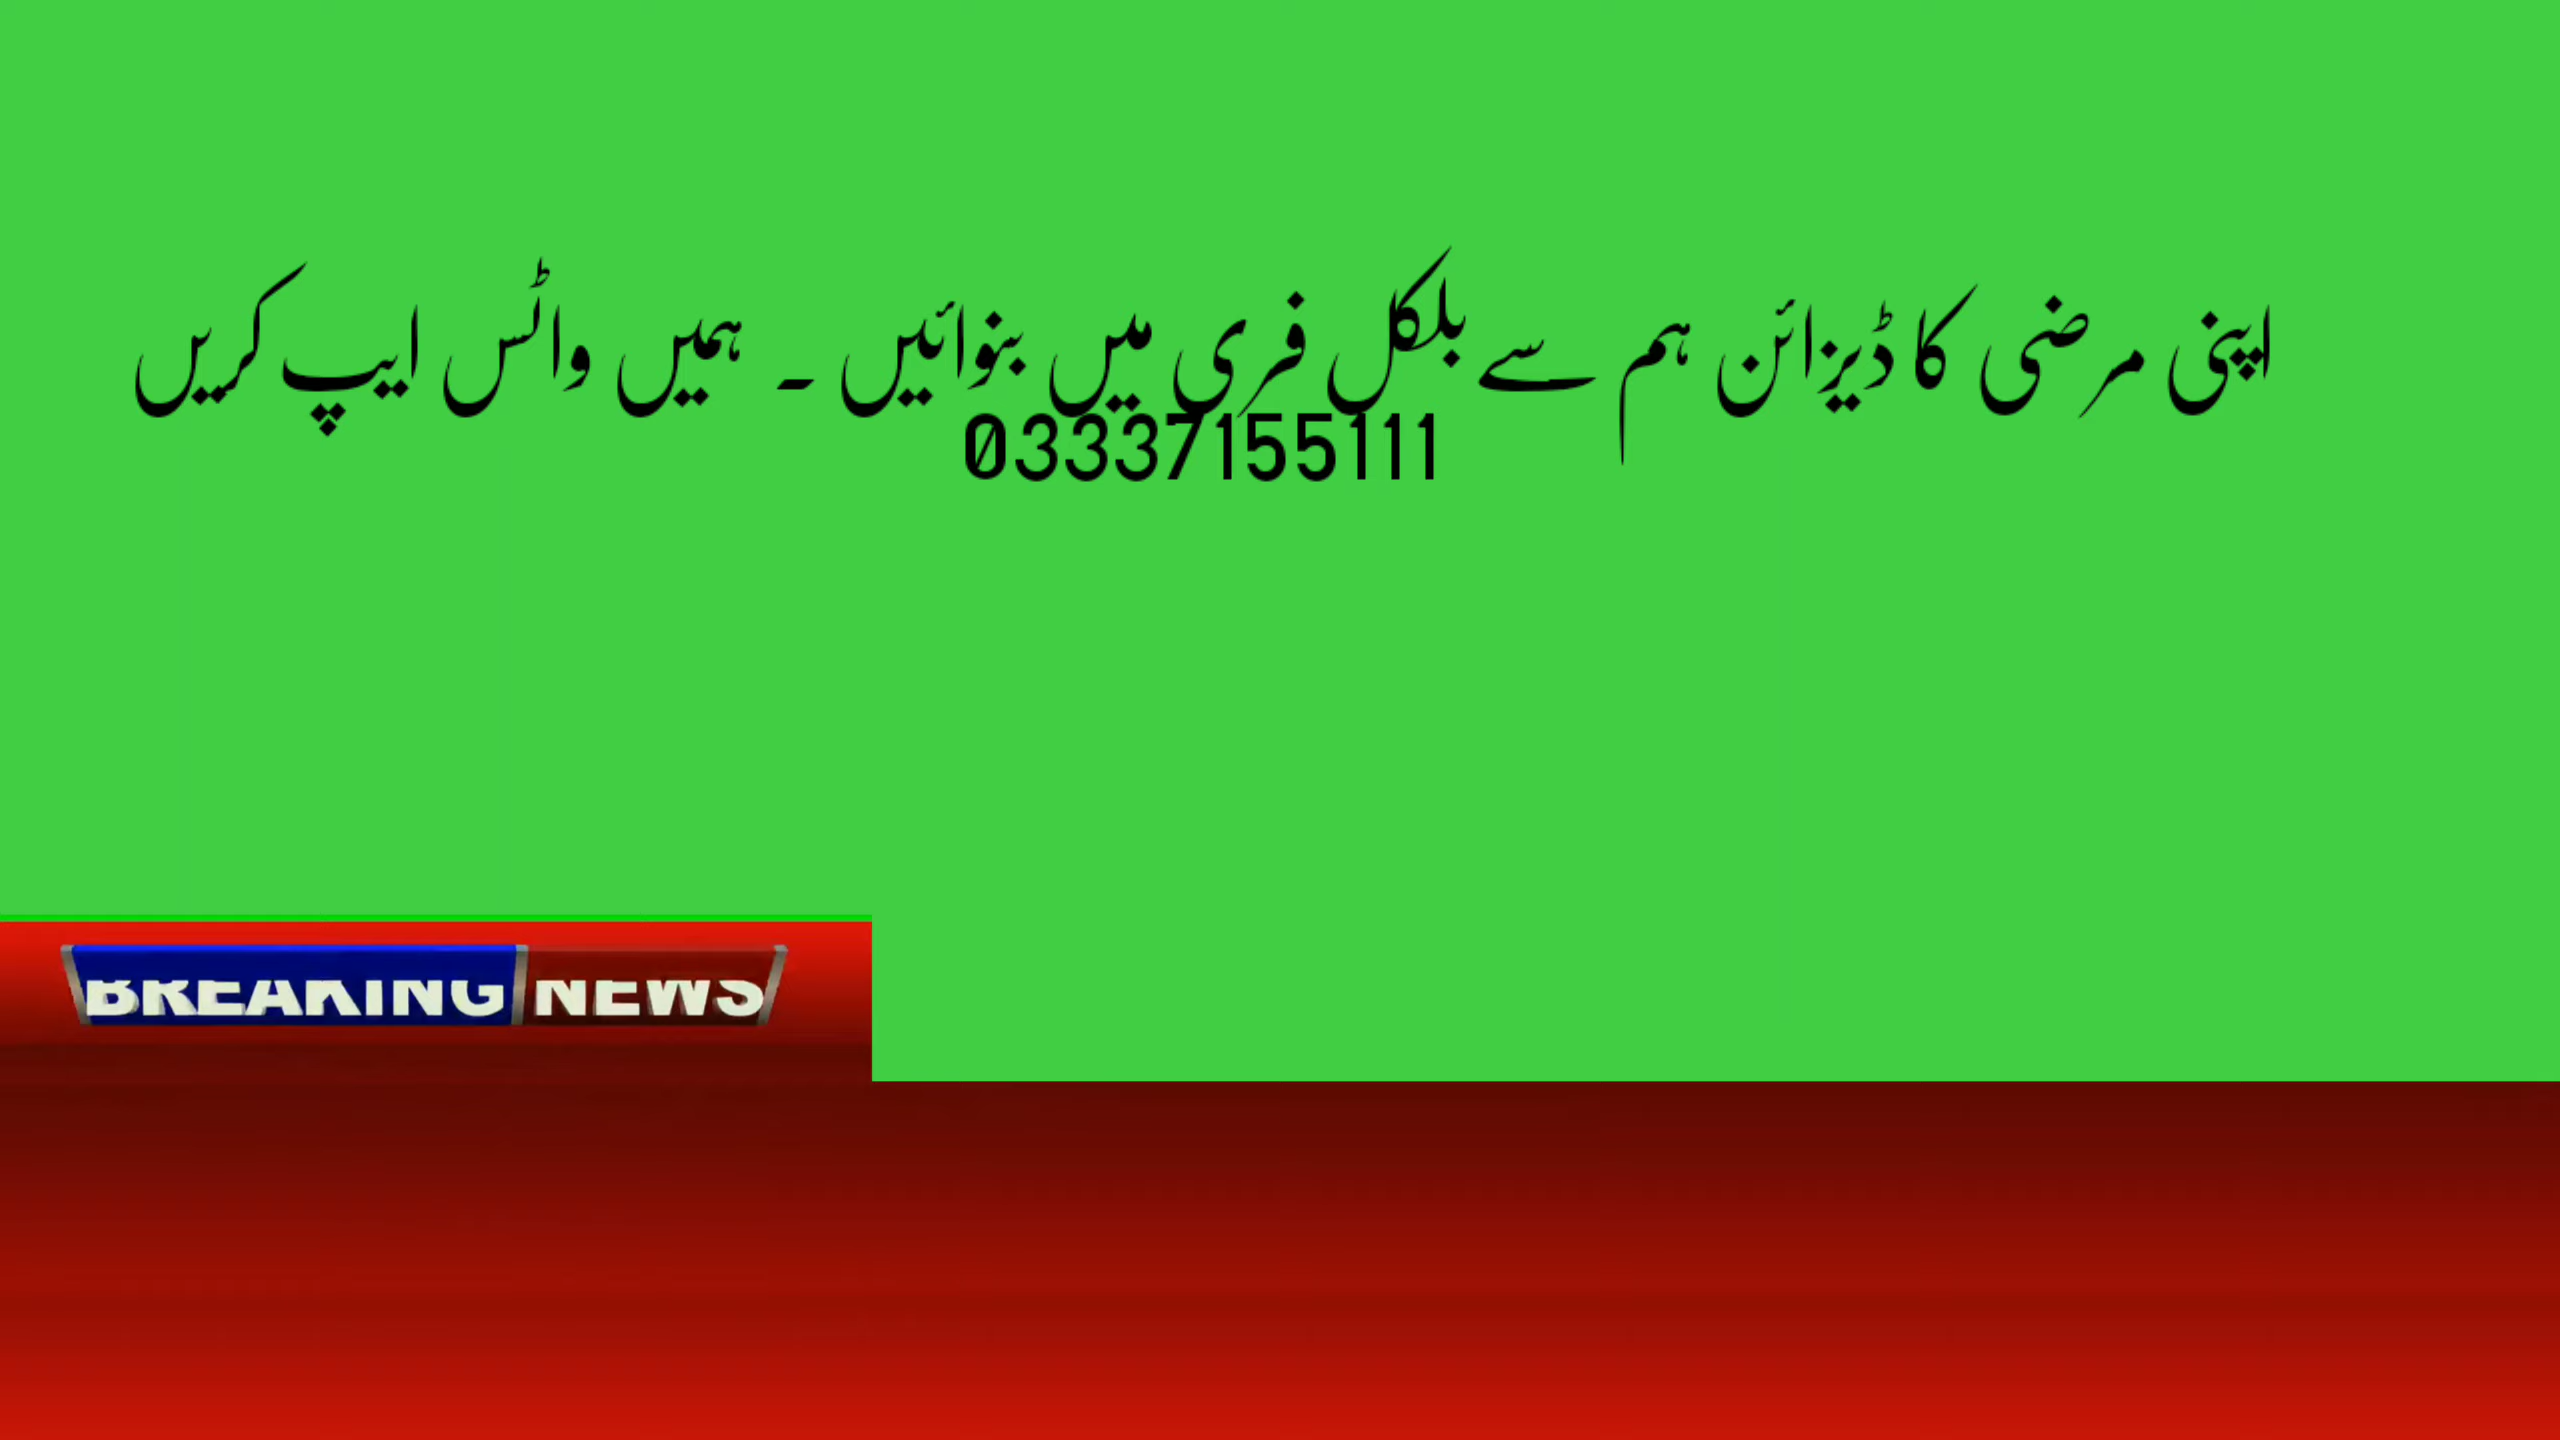 اپنی مرضی کا ڈیزائن ہم سے بلکل فری میں بنوائیں ۔ ہمیں واٹس ایپ کریں
03337155111
BREAKING NEWS